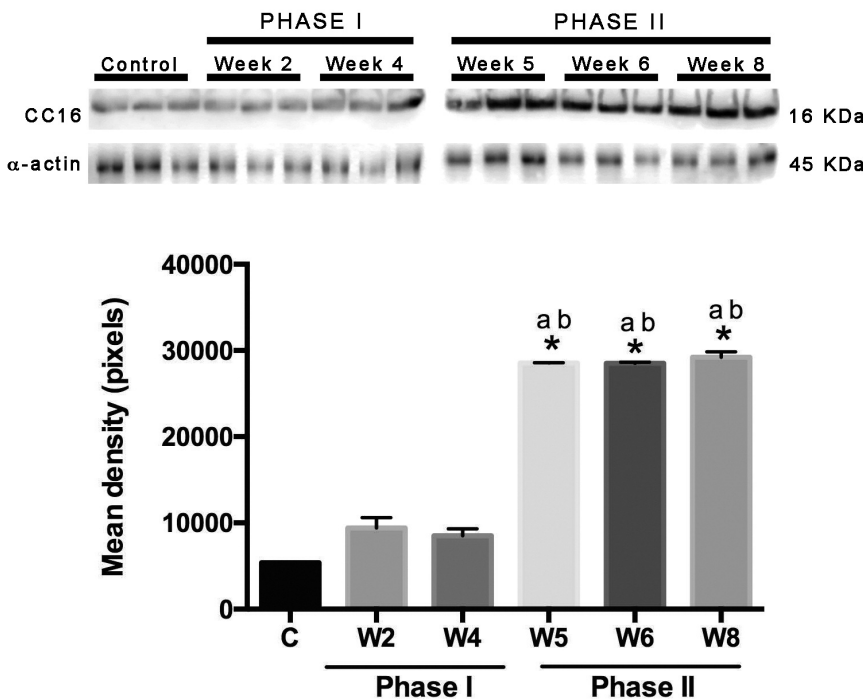 PHASE I PHASE II
Control Week 2 Week 4 Week 5 Week 6 Week 8
CC16 16 KDa
α-actin 45 KDa
Mean density (pixels)
40000
30000
20000
10000
0
a b a b a b
* * *
C W2 W4 W5 W6 W8
Phase I Phase II